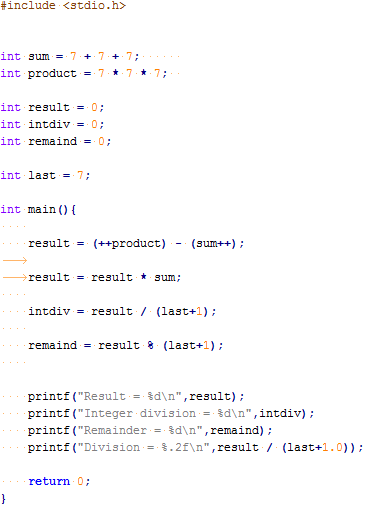 #include <stdio.h>
int sum = 7 + 7 + 7;
int product = 7 * 7 * 7;
int result = 0;
int intdiv = 0;
int remaind = 0;
int last = 7;
int main(){
result = (++product) - (sum++);
result = result * sum;
intdiv = result / (last+1);
remaind = result % (last+1);
printf("Result = %d\n",result);
printf("Integer division = %d\n",intdiv);
printf("Remainder = %d\n",remaind);
printf("Division = %.2f\n",result / (last+1.0));
return 0;
}